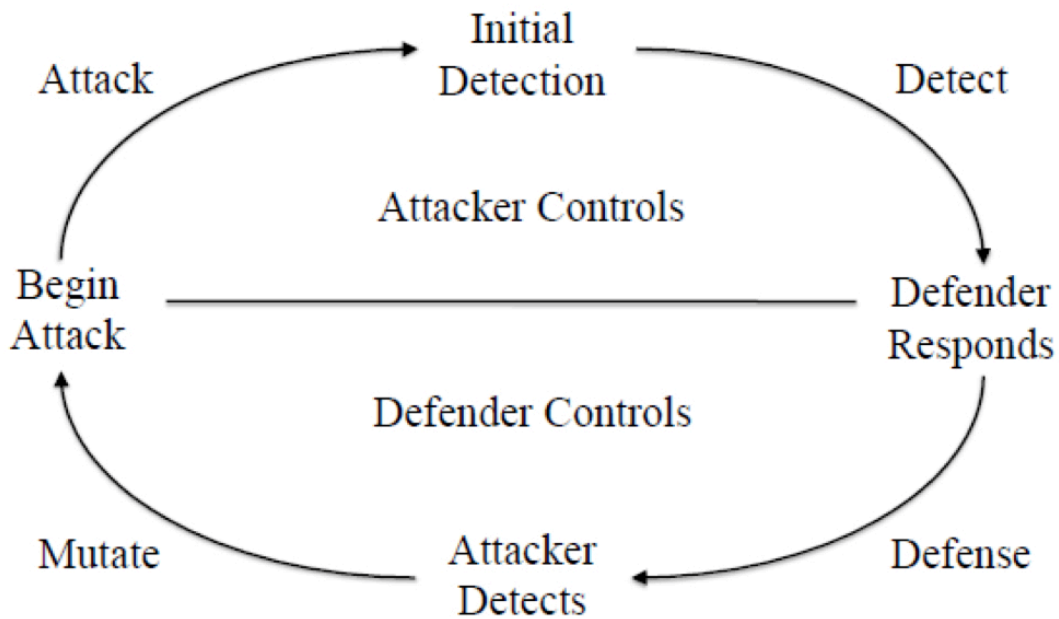 Initial
Detection
Attack
Detect
Attacker Controls
Begin
Attack
Defender
Responds
Defender Controls
Mutate
Attacker
Detects
Defense